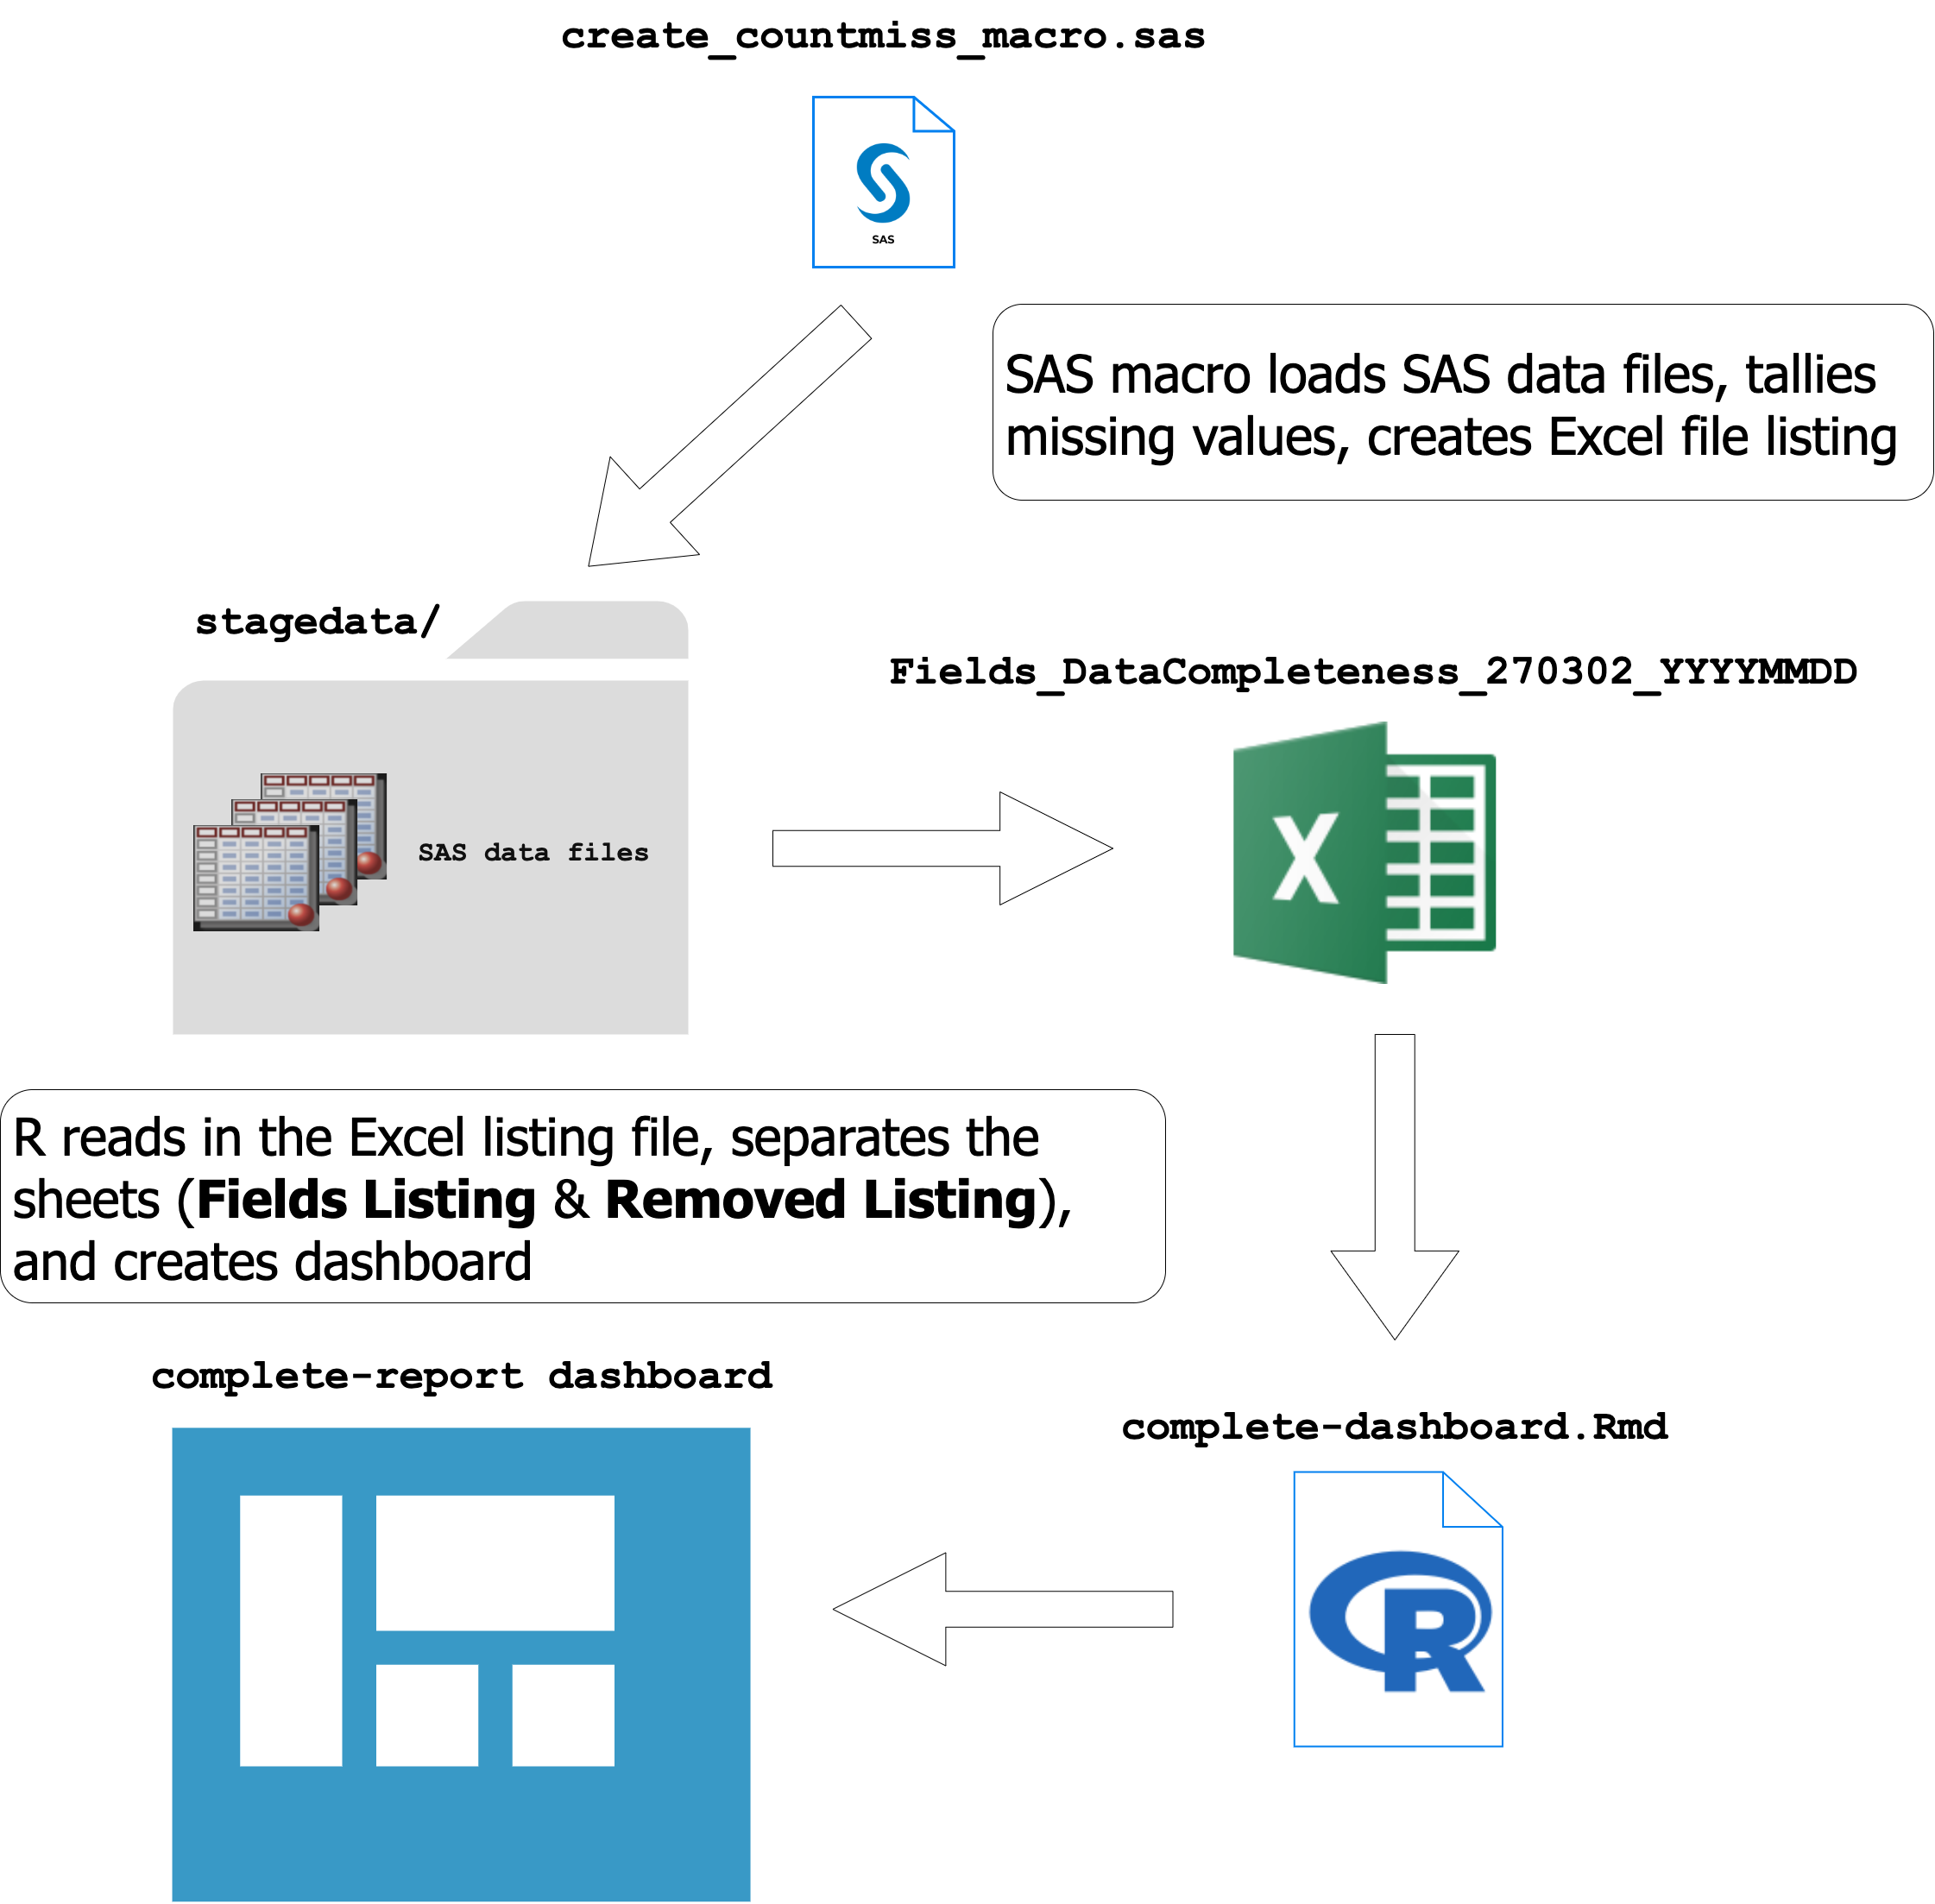 create_countmiss_macro.sas
SAS
SAS macro loads SAS data files, tallies
missing values, creates Excel file listing
stagedata/
Fields_DataCompleteness_270302_YYYYMMDD
SAS data files
X
R reads in the Excel listing file, separates the
sheets (Fields Listing & Removed Listing),
and creates dashboard
complete-report dashboard
complete-dashboard.Rmd
R